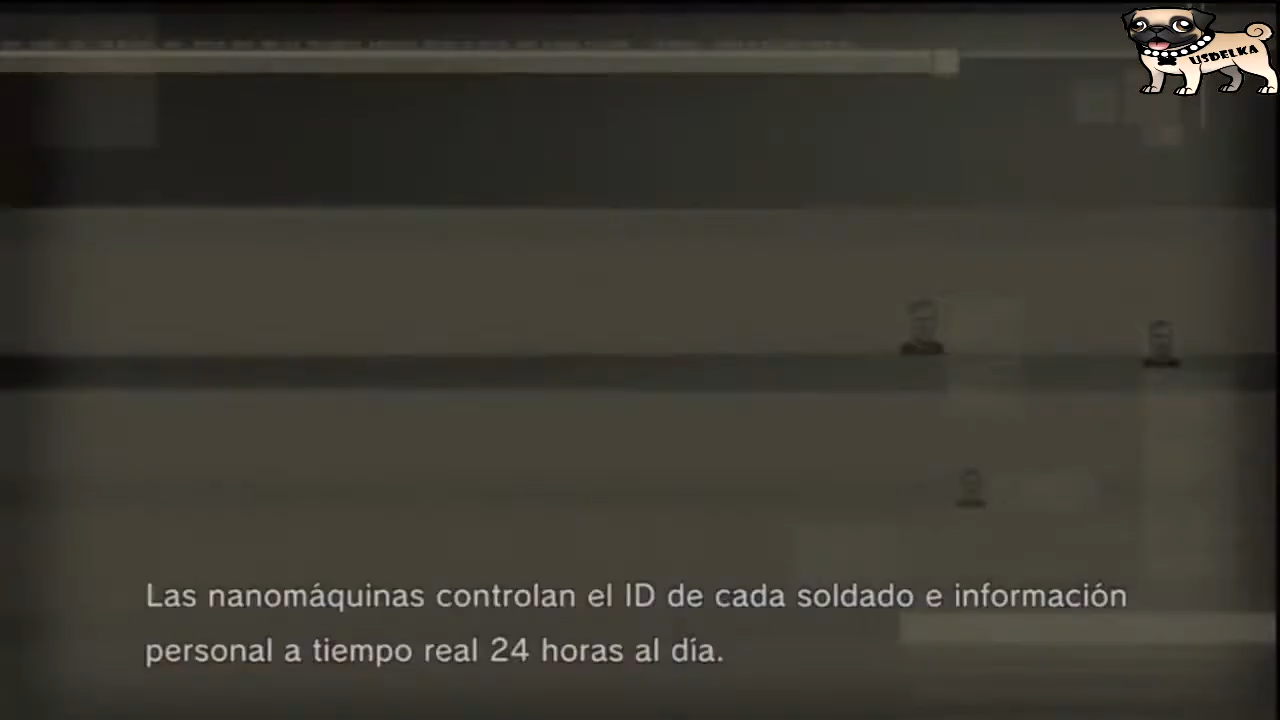 USDELKA
Las nanomáquinas controlan el ID de cada soldado e información
personal a tiempo real 24 horas al día.